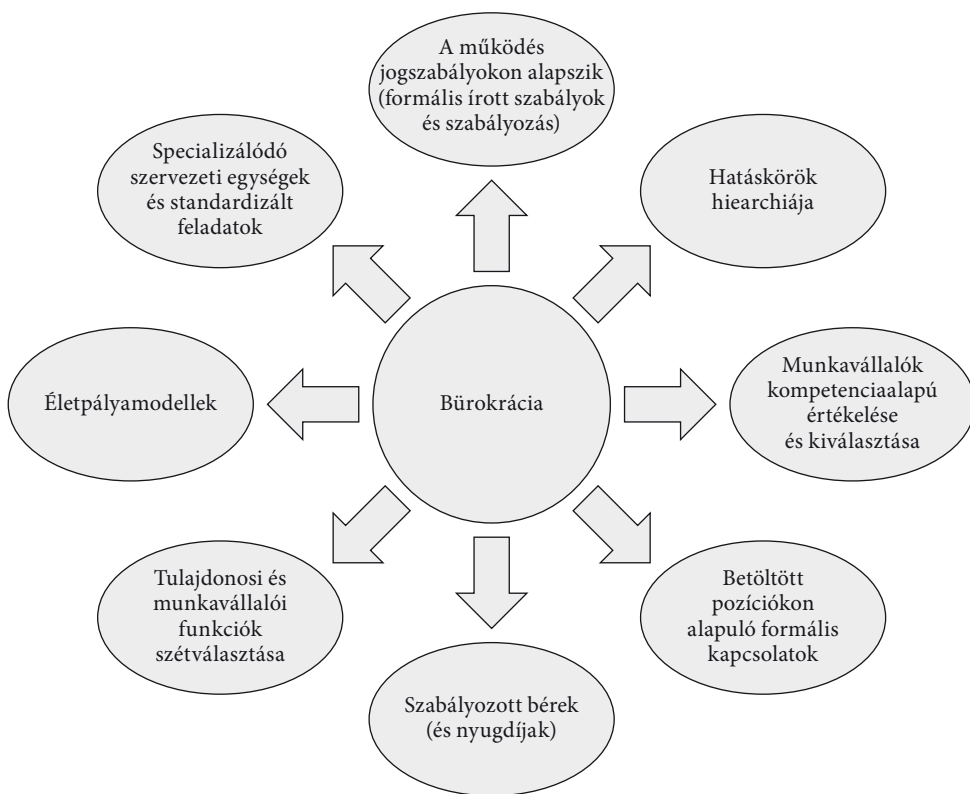 A működés
jogszabályokon alapszik
(formális írott szabályok
és szabályozás)
Specializálódó
szervezeti egységek
és standardizált
feladatok
Hatáskörök
hiearchiája
Életpályamodellek
Bürokrácia
Munkavállalók
kompetenciaalapú
értékelése
és kiválasztása
Tulajdonosi és
munkavállalói
funkciók
szétválasztása
Betöltött
pozíciókon
alapuló formális
kapcsolatok
Szabályozott bérek
(és nyugdíjak)